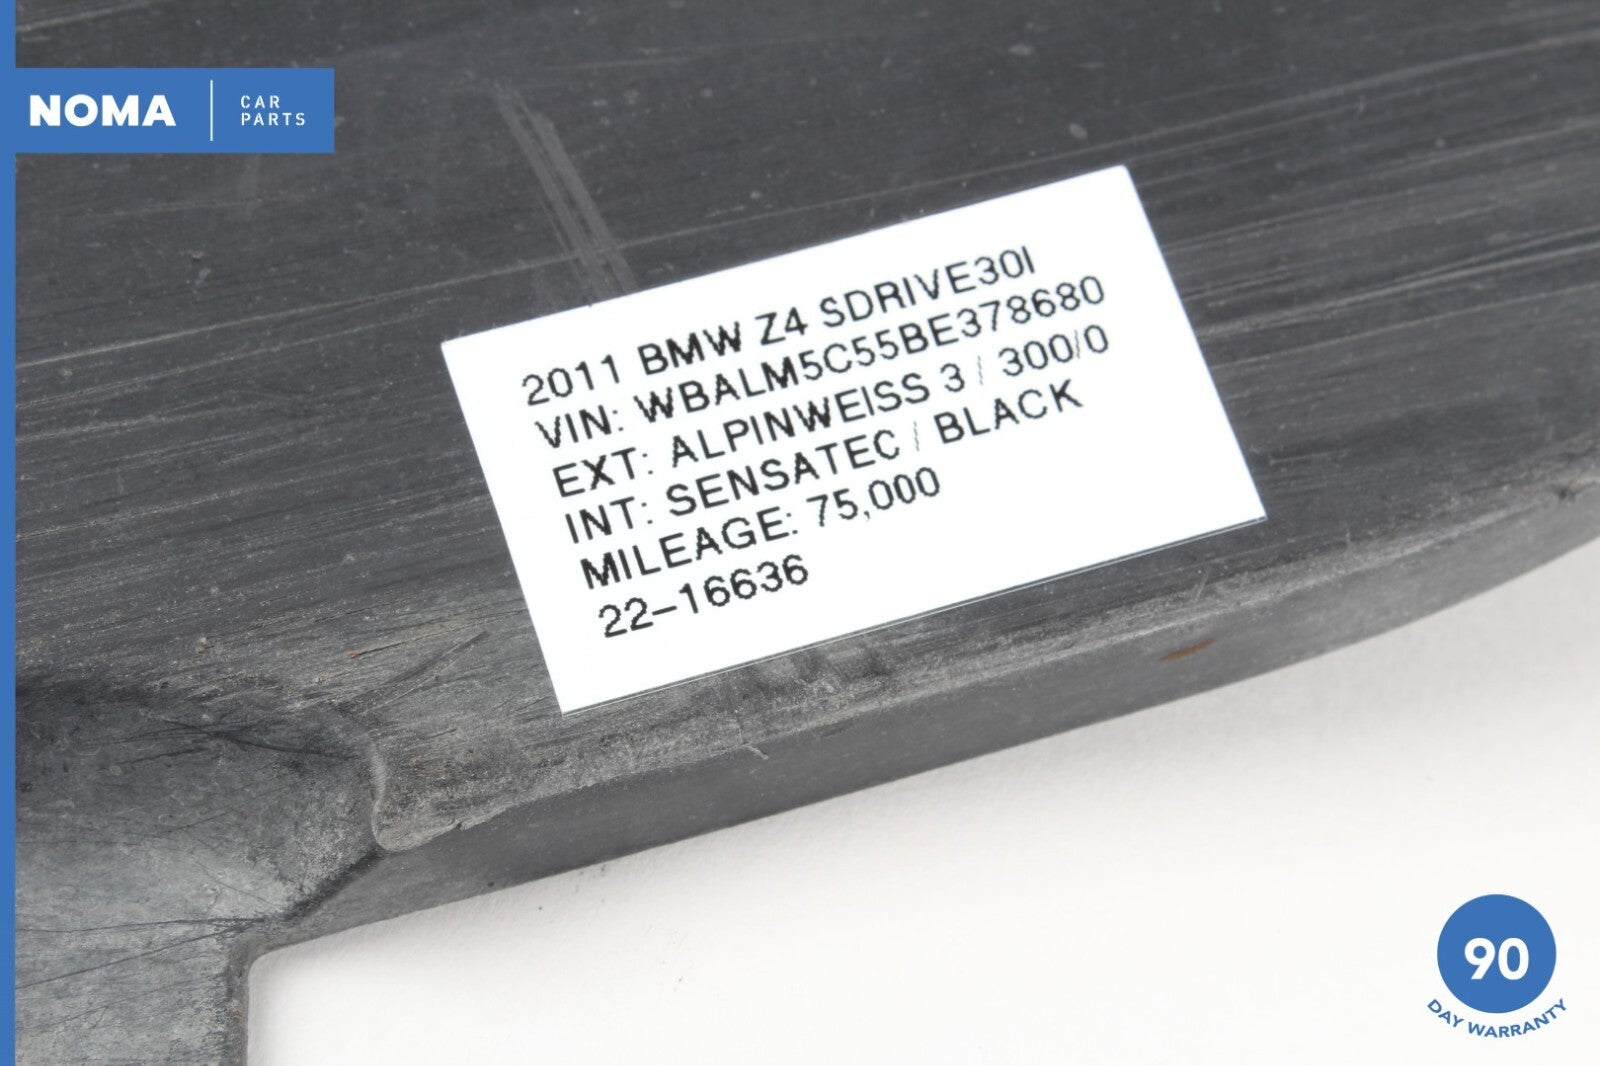 NOMA
CAR
PARTS
2011 BMW Z4 SDRIVE30I
VIN: WBALM5C55BE378680
EXT: ALPINWEISS 3 / 300/0
INT: SENSATEC / BLACK
MILEAGE: 75,000
22-16636
90
DAY WARRANTY